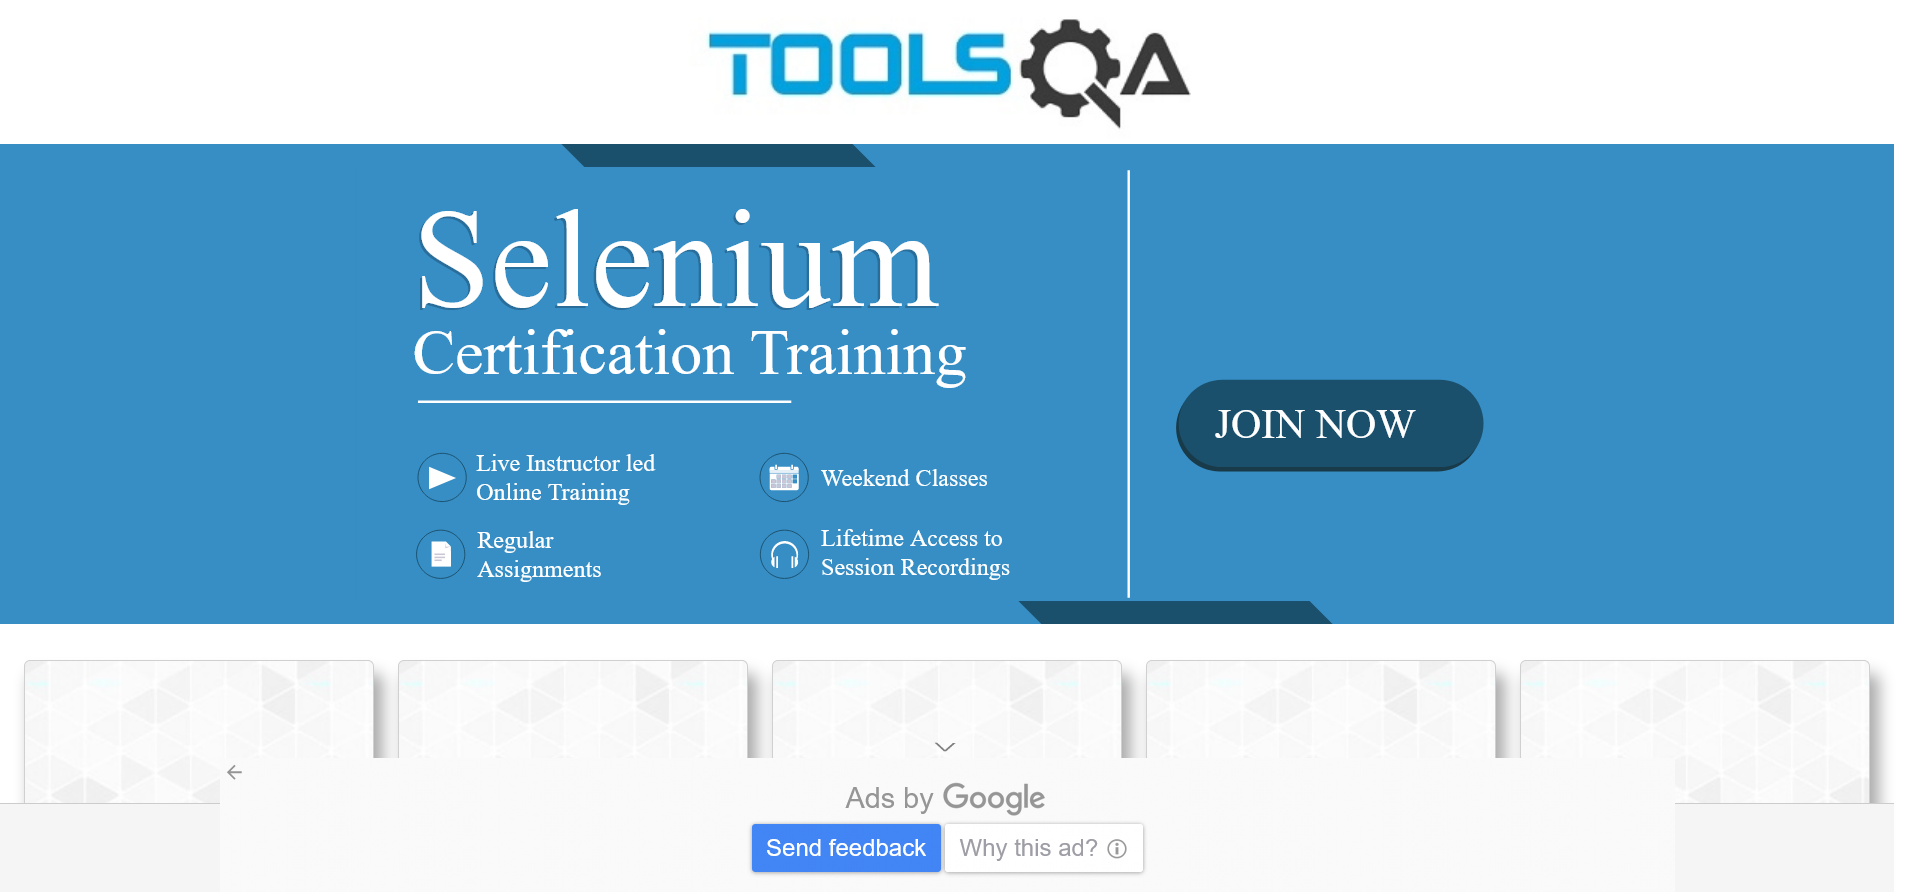 TOOLSQA
Selenium
Certification Training
JOIN NOW
Live Instructor led
Online Training
Weekend Classes
Regular
Assignments
Lifetime Access to
Session Recordings
Ads by Google
Send feedback
Why this ad?